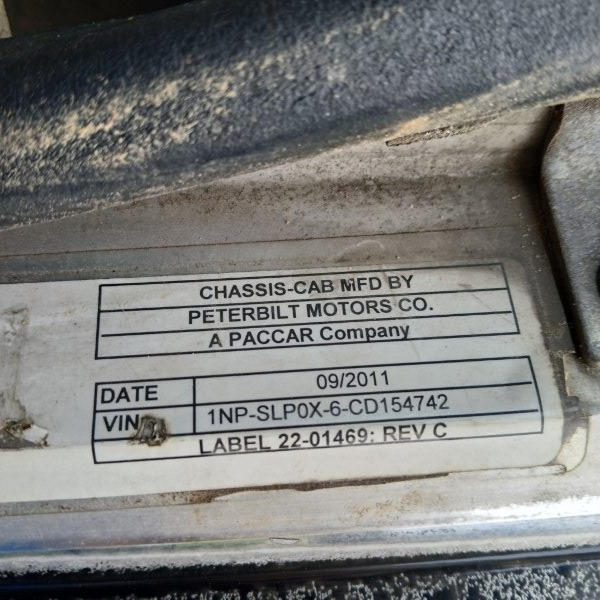 CHASSIS-CAB MFD BY
PETERBILT MOTORS CO.
A PACCAR Company
DATE 09/2011
VIN 1NP-SLP0X-6-CD154742
LABEL 22-01469: REV C